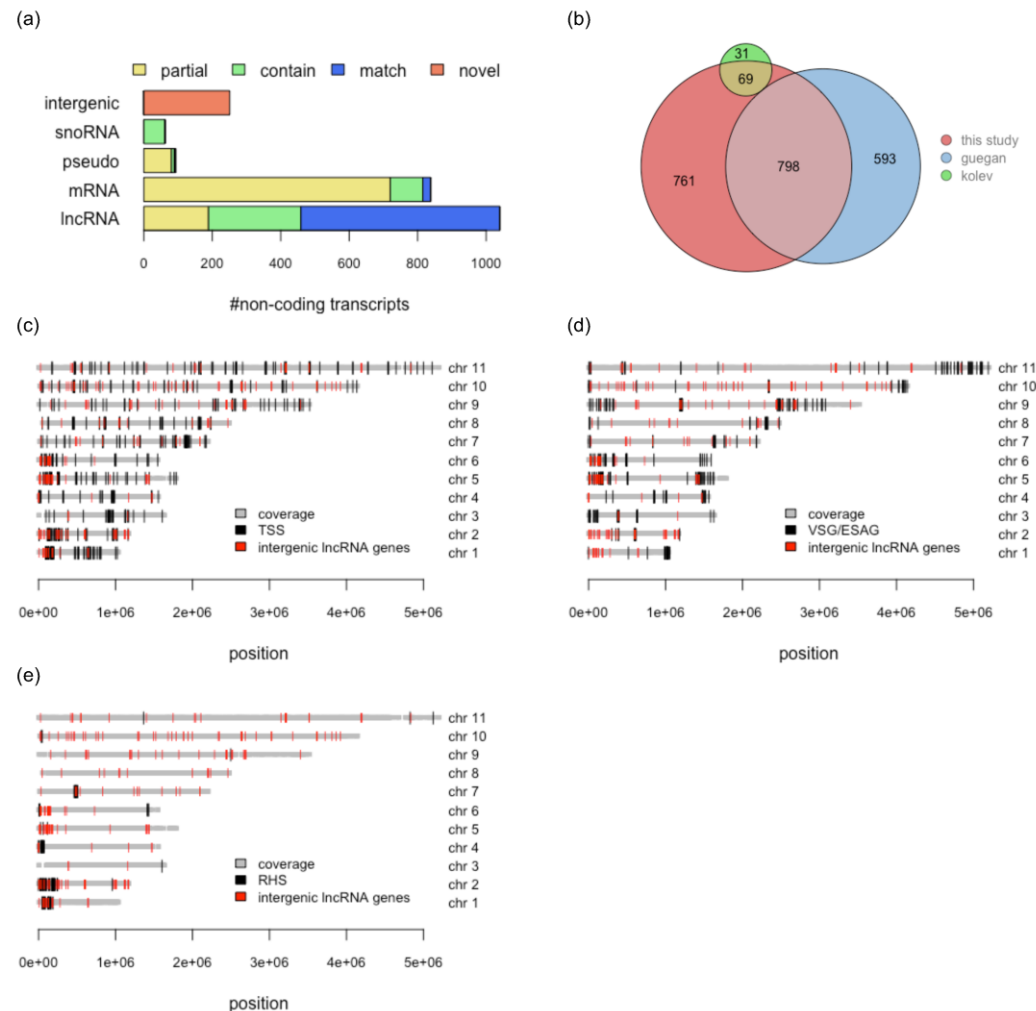 (a)
partial contain match novel
intergenic
snoRNA
pseudo
mRNA
lncRNA
0 200 400 600 800 1000
#non-coding transcripts
(b)
31
69
761
798
593
this study
guegan
kolev
(c)
chr 11
chr 10
chr 9
chr 8
chr 7
chr 6
chr 5
chr 4
chr 3
chr 2
chr 1
coverage
TSS
intergenic lncRNA genes
0e+00 1e+06 2e+06 3e+06 4e+06 5e+06
position
(d)
chr 11
chr 10
chr 9
chr 8
chr 7
chr 6
chr 5
chr 4
chr 3
chr 2
chr 1
coverage
VSG/ESAG
intergenic lncRNA genes
0e+00 1e+06 2e+06 3e+06 4e+06 5e+06
position
(e)
chr 11
chr 10
chr 9
chr 8
chr 7
chr 6
chr 5
chr 4
chr 3
chr 2
chr 1
coverage
RHS
intergenic lncRNA genes
0e+00 1e+06 2e+06 3e+06 4e+06 5e+06
position